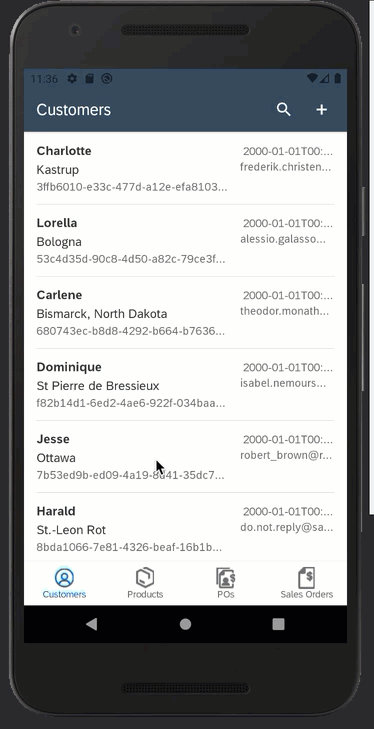 11:36
Customers
Charlotte
2000-01-01T00:...
Kastrup
frederik.christen...
3ffb6010-e33c-477d-a12e-efa8103...
Lorella
2000-01-01T00:...
Bologna
alessio.galasso...
53c4d35d-90c8-4d50-a82c-79ce3f...
Carlene
2000-01-01T00:...
Bismarck, North Dakota
theodor.monath...
680743ec-b8d8-4292-b664-b7636...
Dominique
2000-01-01T00:...
St Pierre de Bressieux
isabel.nemours...
f82b14d1-6ed2-4ae6-922f-034baa...
Jesse
2000-01-01T00:...
Ottawa
robert_brown@r...
7b53ed9b-ed09-4a19-8d41-35dc7...
Harald
2000-01-01T00:...
St.-Leon Rot
do.not.reply@sa...
8bda1066-7e81-4326-beaf-16b1b...
Customers
Products
POs
Sales Orders